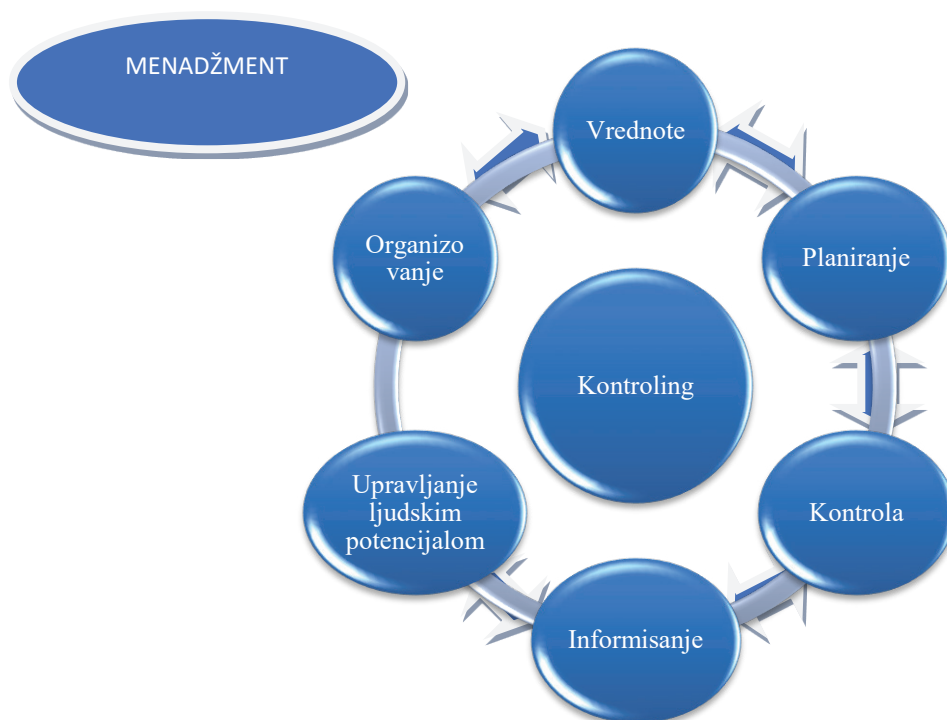 MENADŽMENT
Vrednote
Planiranje
Kontrola
Informisanje
Upravljanje
ljudskim
potencijalom
Organizo
vanje
Kontroling